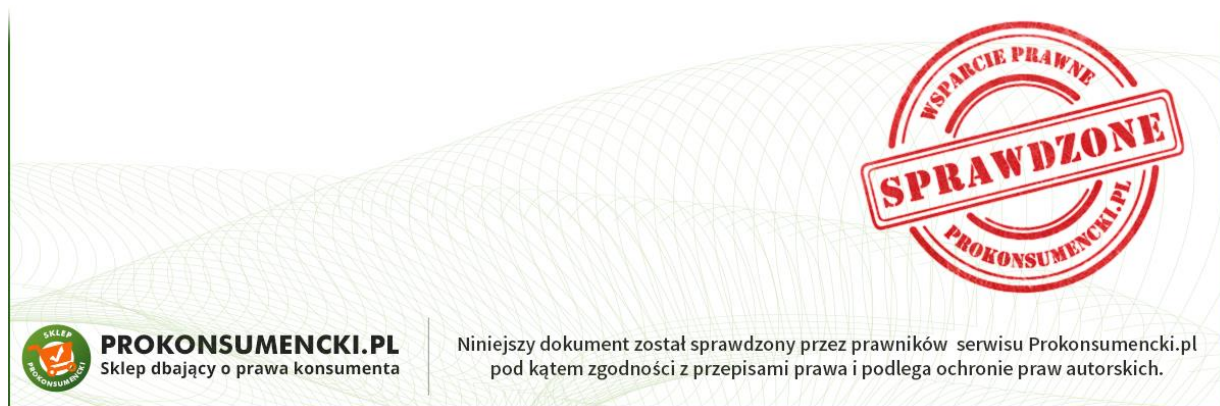 WSPARCIE PRAWNE
SPRAWDZONE
PROKONSUMENCKI.PL
SKLEP
PROKONSUMENCKI
PROKONSUMENCKI.PL
Sklep dbający o prawa konsumenta
Niniejszy dokument został sprawdzony przez prawników serwisu Prokonsumencki.pl
pod kątem zgodności z przepisami prawa i podlega ochronie praw autorskich.